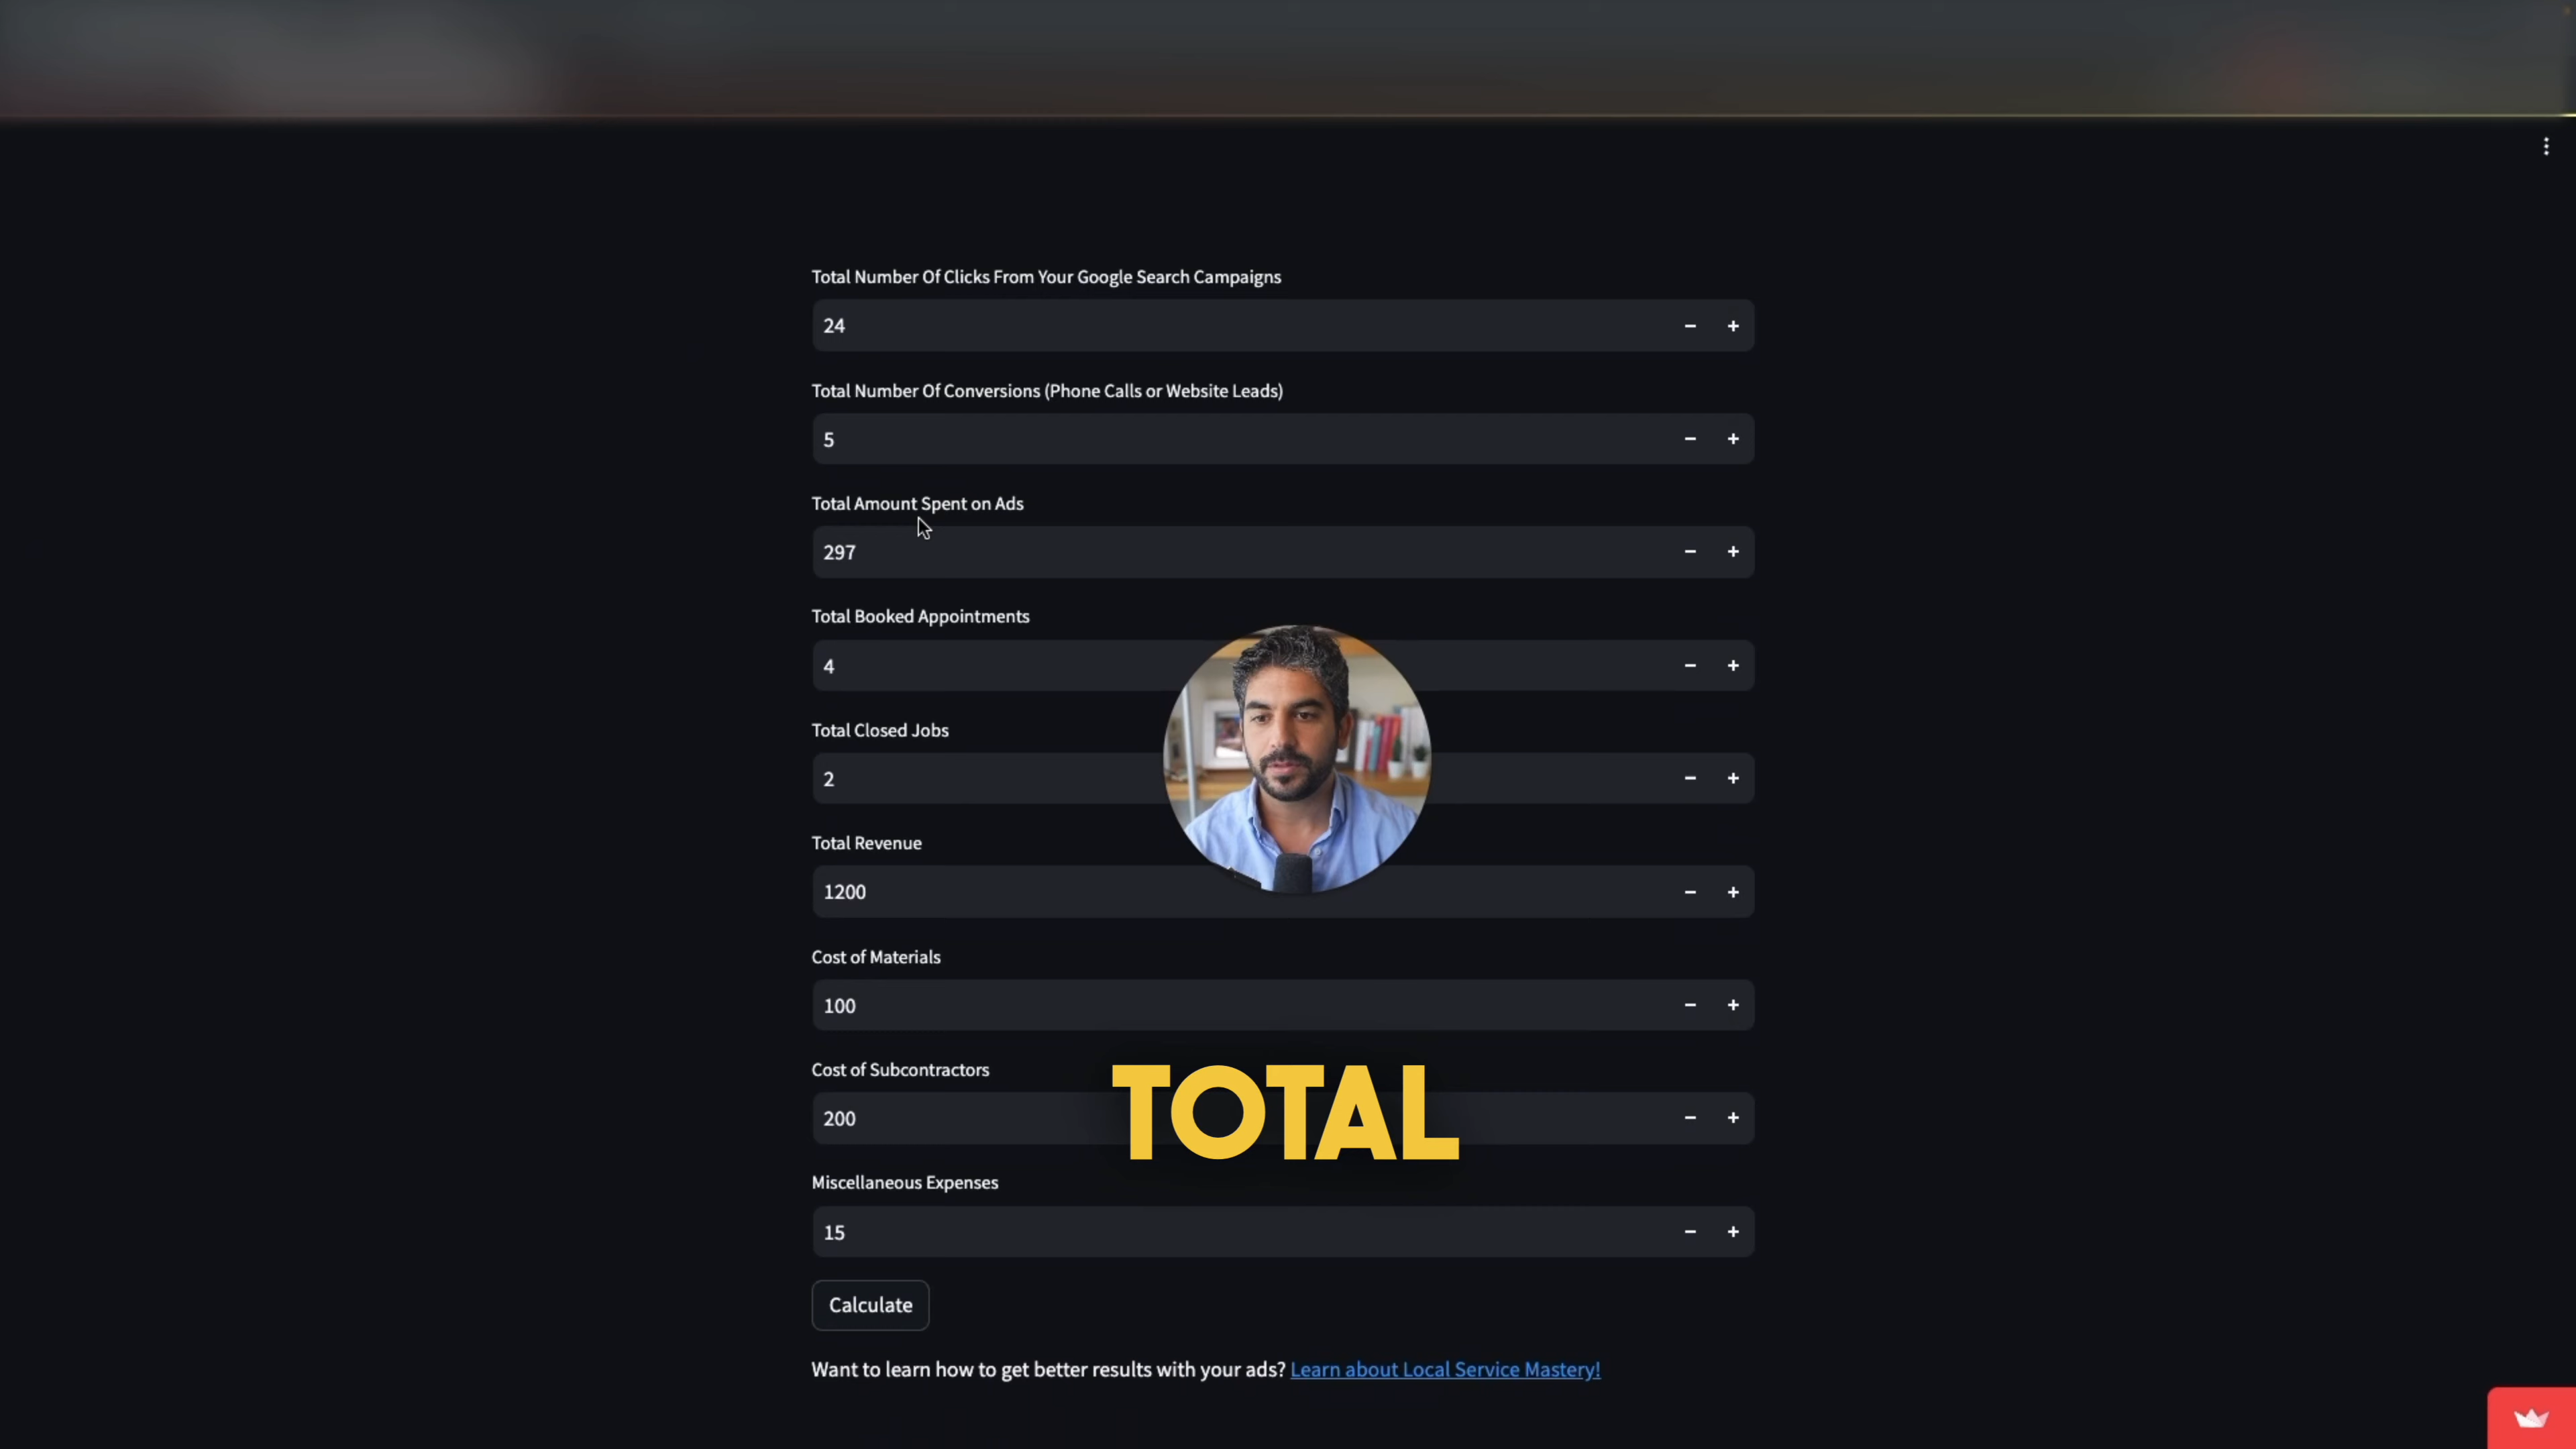 Total Number Of Clicks From Your Google Search Campaigns
24
Total Number Of Conversions (Phone Calls or Website Leads)
5
Total Amount Spent on Ads
297
Total Booked Appointments
4
Total Closed Jobs
2
Total Revenue
1200
Cost of Materials
100
Cost of Subcontractors
200
TOTAL
Miscellaneous Expenses
15
Calculate
Want to learn how to get better results with your ads? Learn about Local Service Mastery!